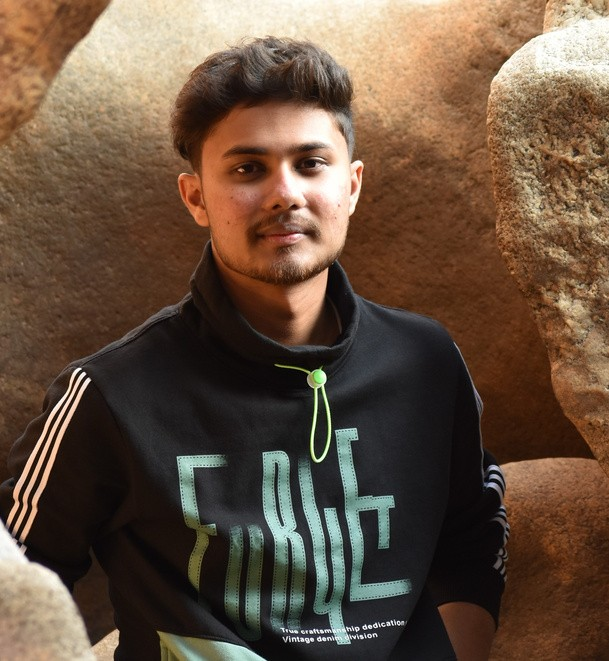 True craftsmanship dedication
Vintage denim division